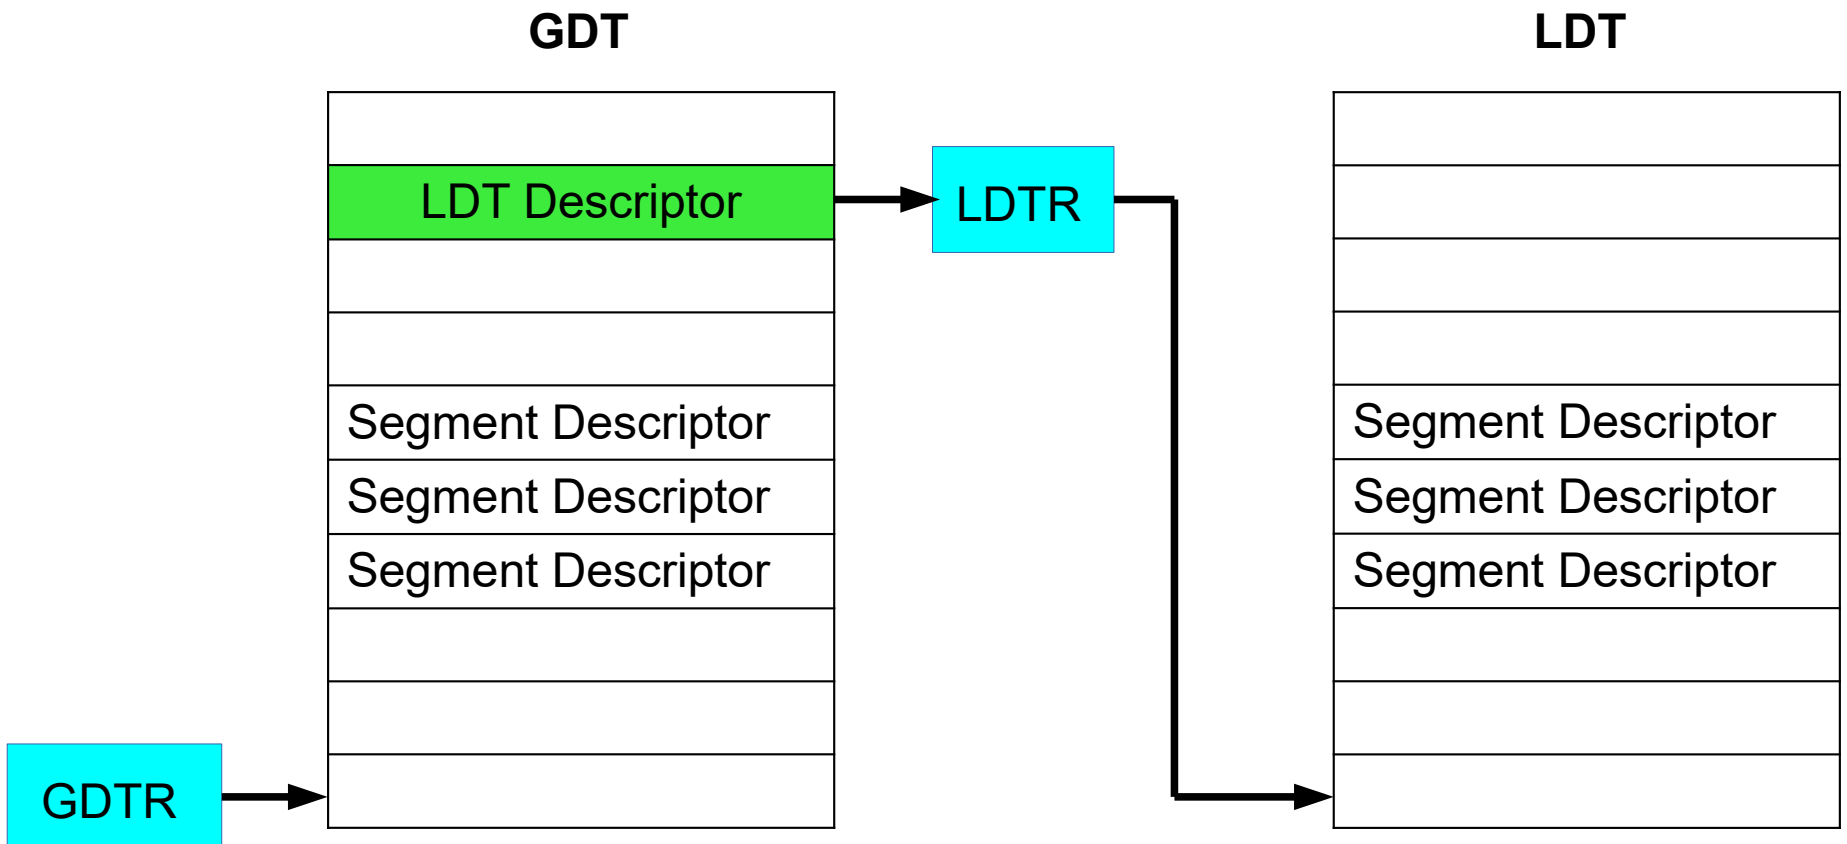 GDT
LDT
LDT Descriptor
LDTR
Segment Descriptor
Segment Descriptor
Segment Descriptor
Segment Descriptor
Segment Descriptor
Segment Descriptor
GDTR